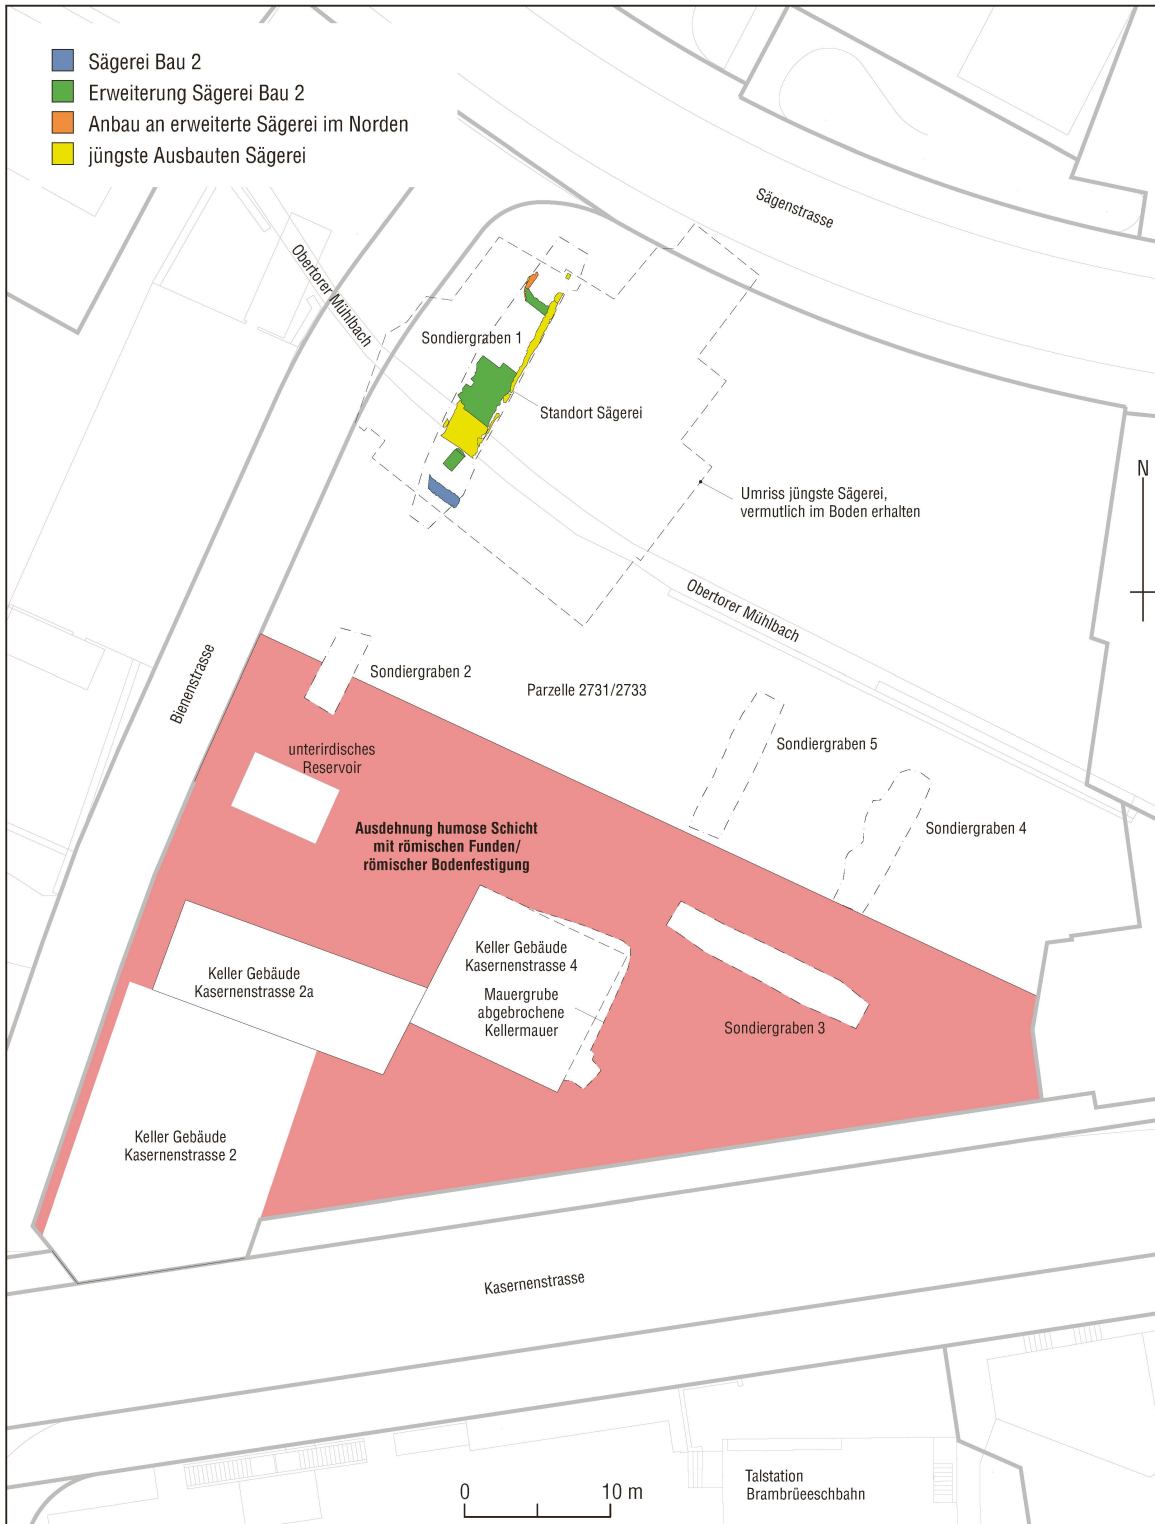 Sägerei Bau 2
Erweiterung Sägerei Bau 2
Anbau an erweiterte Sägerei im Norden
jüngste Ausbauten Sägerei
Sägenstrasse
Obertorer Mühlbach
Sondiergraben 1
Standort Sägerei
N
Umriss jüngste Sägerei,
vermutlich im Boden erhalten
Obertorer Mühlbach
Bienenstrasse
Sondiergraben 2
Parzelle 2731/2733
unterirdisches
Reservoir
Sondiergraben 5
Sondiergraben 4
Ausdehnung humose Schicht
mit römischen Funden/
römischer Bodenfestigung
Keller Gebäude
Kasernenstrasse 4
Keller Gebäude
Kasernenstrasse 2a
Mauergrube
abgebrochene
Kellermauer
Sondiergraben 3
Keller Gebäude
Kasernenstrasse 2
Kasernenstrasse
0 10 m
Talstation
Brambrüeeschbahn